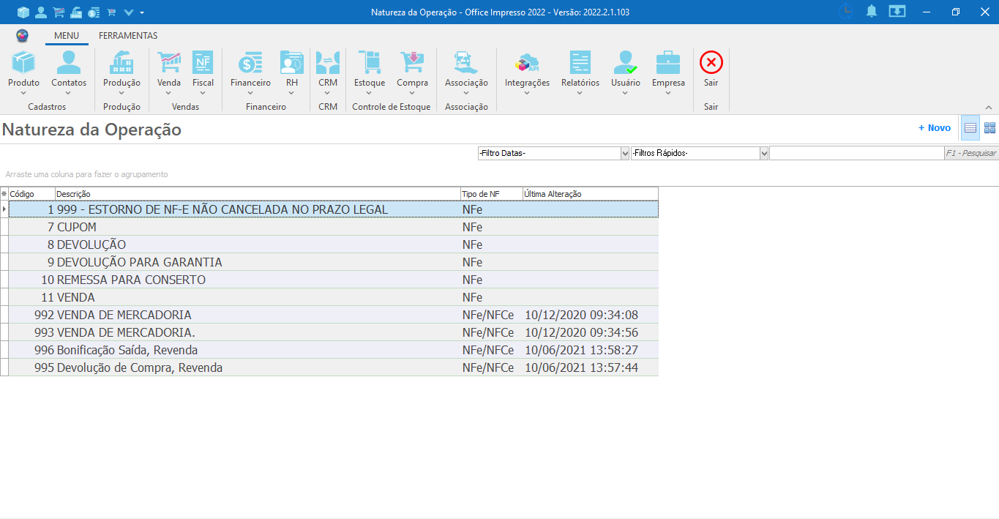 Natureza da Operação - Office Impresso 2022 - Versão: 2022.2.1.103
MENU FERRAMENTAS
Produto Contatos Produção Venda Fiscal Financeiro RH CRM Estoque Compra Associação Integrações Relatórios Usuário Empresa Sair
Cadastros Produção Vendas Financeiro CRM Controle de Estoque Associação Sair
Natureza da Operação
+ Novo
-Filtro Datas- -Filtros Rápidos- F1 - Pesquisar
Arraste uma coluna para fazer o agrupamento
Código Descrição Tipo de NF Última Alteração
1 999 - ESTORNO DE NF-E NÃO CANCELADA NO PRAZO LEGAL NFe
7 CUPOM NFe
8 DEVOLUÇÃO NFe
9 DEVOLUÇÃO PARA GARANTIA NFe
10 REMESSA PARA CONSERTO NFe
11 VENDA NFe
992 VENDA DE MERCADORIA NFe/NFCe 10/12/2020 09:34:08
993 VENDA DE MERCADORIA. NFe/NFCe 10/12/2020 09:34:56
996 Bonificação Saída, Revenda NFe/NFCe 10/06/2021 13:58:27
995 Devolução de Compra, Revenda NFe/NFCe 10/06/2021 13:57:44